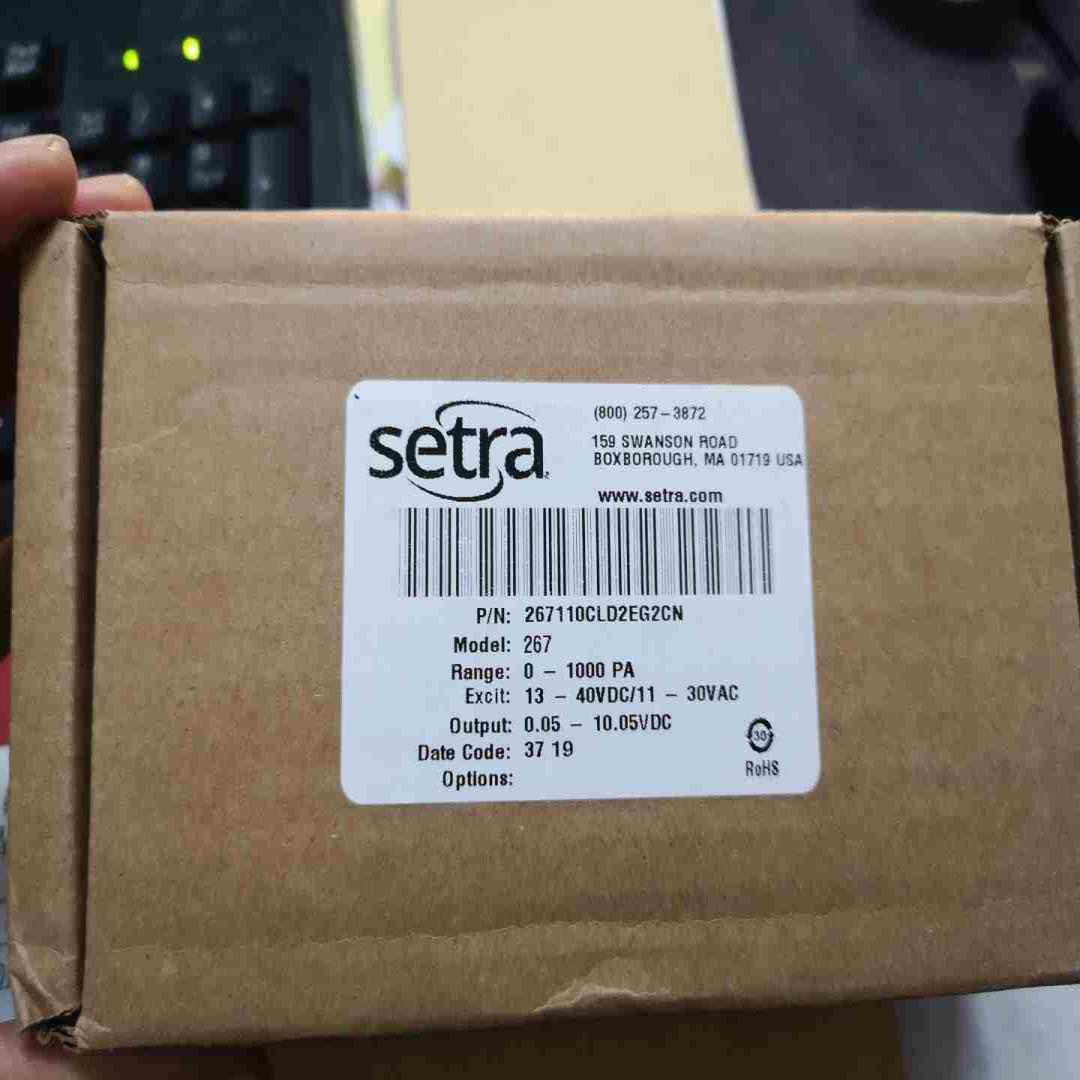 setra
(800) 257-3872
159 SWANSON ROAD
BOXBOROUGH, MA 01719 USA
www.setra.com
P/N: 267110CLD2EG2CN
Model: 267
Range: 0 - 1000 PA
Excit: 13 - 40VDC/11 - 30VAC
Output: 0.05 - 10.05VDC
Date Code: 37 19
Options:
30
RoHS